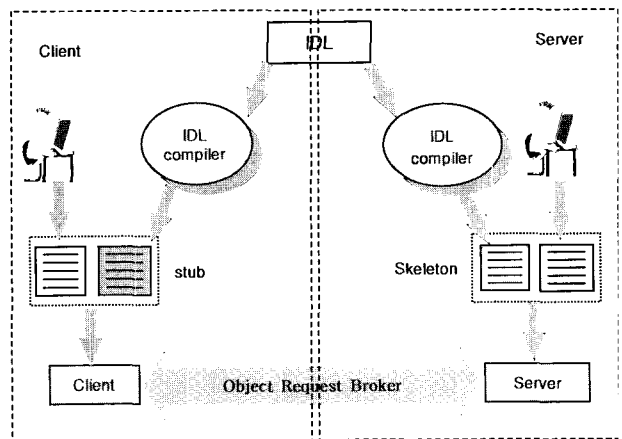 IDL
Client
Server
IDL
compiler
IDL
compiler
stub
Skeleton
Client
Object Request Broker
Server